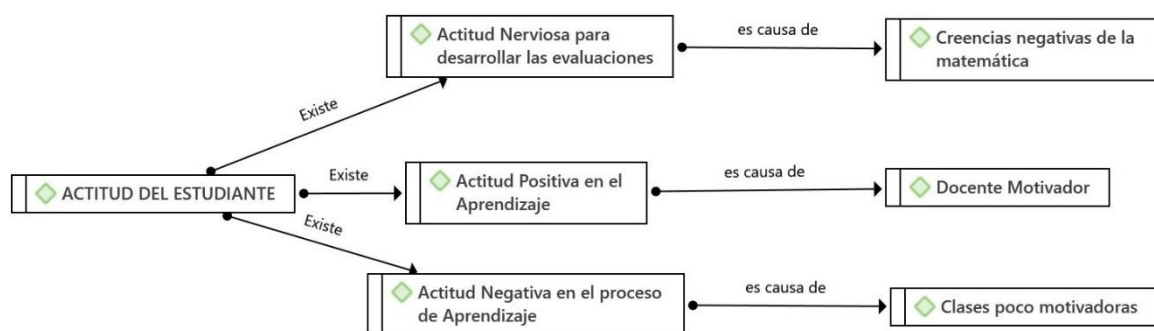 Actitud Nerviosa para
desarrollar las evaluaciones
es causa de
Creencias negativas de la
matemática
Existe
ACTITUD DEL ESTUDIANTE
Existe
Actitud Positiva en el
Aprendizaje
es causa de
Docente Motivador
Existe
Actitud Negativa en el proceso
de Aprendizaje
es causa de
Clases poco motivadoras